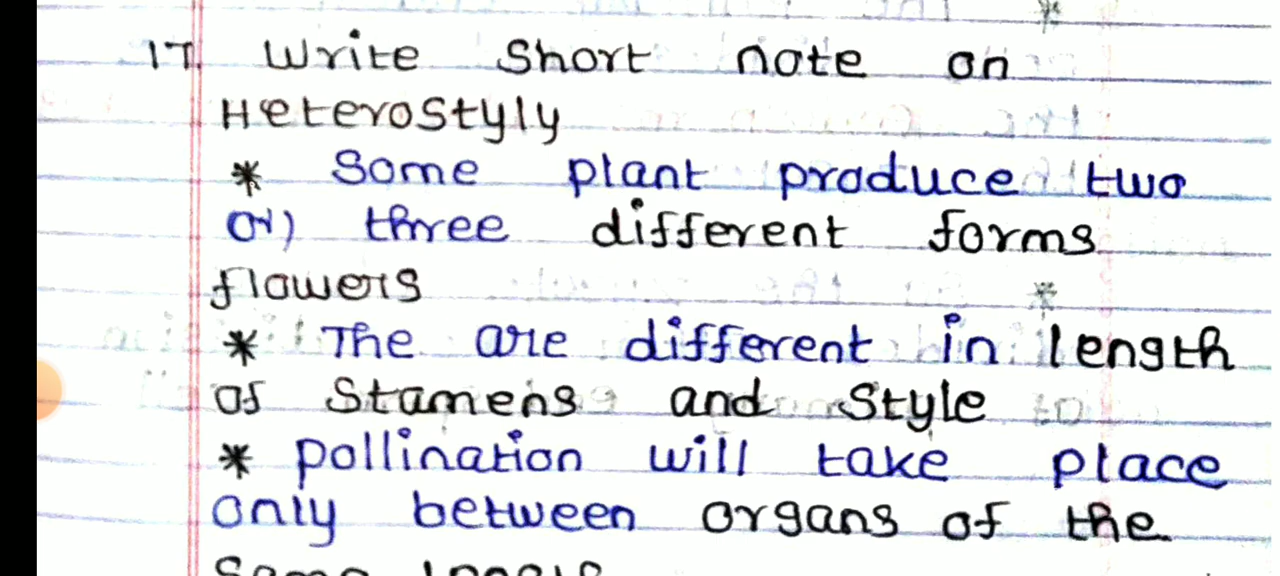 17. Write Short note on
Heterostyly
* Some plant produce two
or) three different forms
flowers
* The are different in length
of Stamens and Style
* pollination will take place
only between organs of the
Same